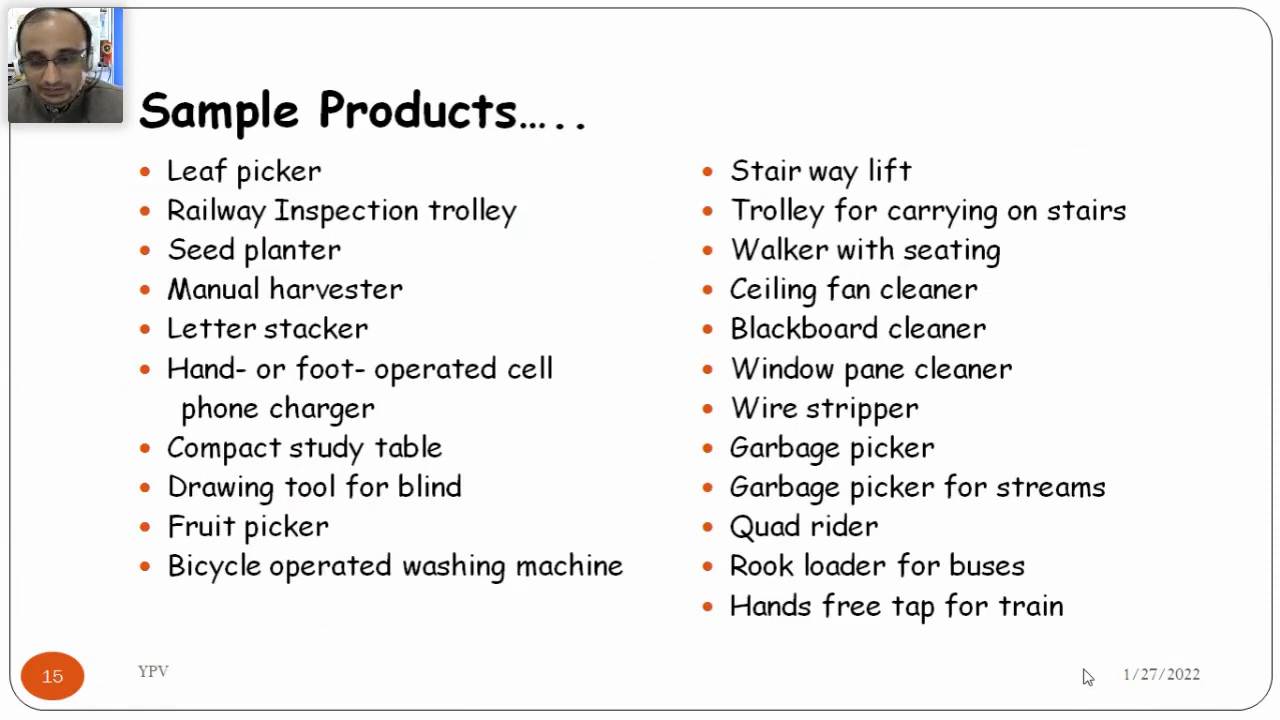 Sample Products…..
• Leaf picker
• Railway Inspection trolley
• Seed planter
• Manual harvester
• Letter stacker
• Hand- or foot- operated cell
phone charger
• Compact study table
• Drawing tool for blind
• Fruit picker
• Bicycle operated washing machine
• Stair way lift
• Trolley for carrying on stairs
• Walker with seating
• Ceiling fan cleaner
• Blackboard cleaner
• Window pane cleaner
• Wire stripper
• Garbage picker
• Garbage picker for streams
• Quad rider
• Rook loader for buses
• Hands free tap for train
15
YPV
1/27/2022